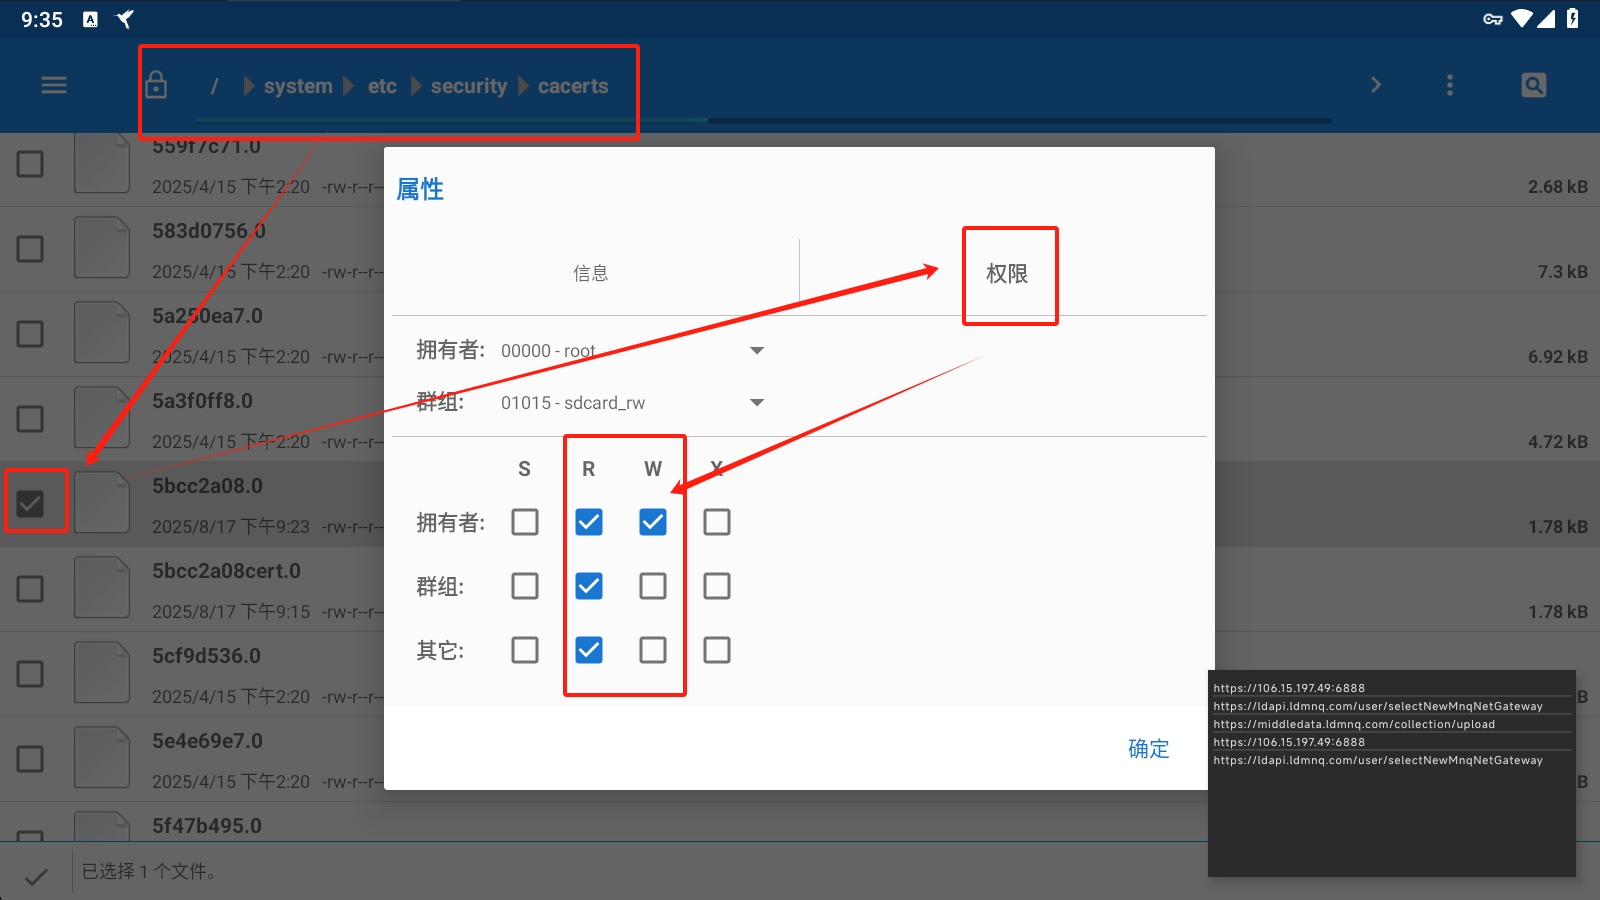 9:35
/ system etc security cacerts
559f7c71.0
2025/4/15 下午2:20 -rw-r--r--
2.68 kB
583d0756.0
2025/4/15 下午2:20 -rw-r--r--
7.3 kB
5a250ea7.0
2025/4/15 下午2:20 -rw-r--r--
6.92 kB
5a3f0ff8.0
2025/4/15 下午2:20 -rw-r--r--
4.72 kB
5bcc2a08.0
2025/8/17 下午9:23 -rw-r--r--
1.78 kB
5bcc2a08cert.0
2025/8/17 下午9:15 -rw-r--r--
1.78 kB
5cf9d536.0
2025/4/15 下午2:20 -rw-r--r--
B
5e4e69e7.0
2025/4/15 下午2:20 -rw-r--r--
B
5f47b495.0
已选择 1 个文件。
属性
信息
权限
拥有者: 00000 - root
群组: 01015 - sdcard_rw
S R W X
拥有者:
群组:
其它:
确定
https://106.15.197.49:6888
https://ldapi.ldmnq.com/user/selectNewMnqNetGateway
https://middledata.ldmnq.com/collection/upload
https://106.15.197.49:6888
https://ldapi.ldmnq.com/user/selectNewMnqNetGateway